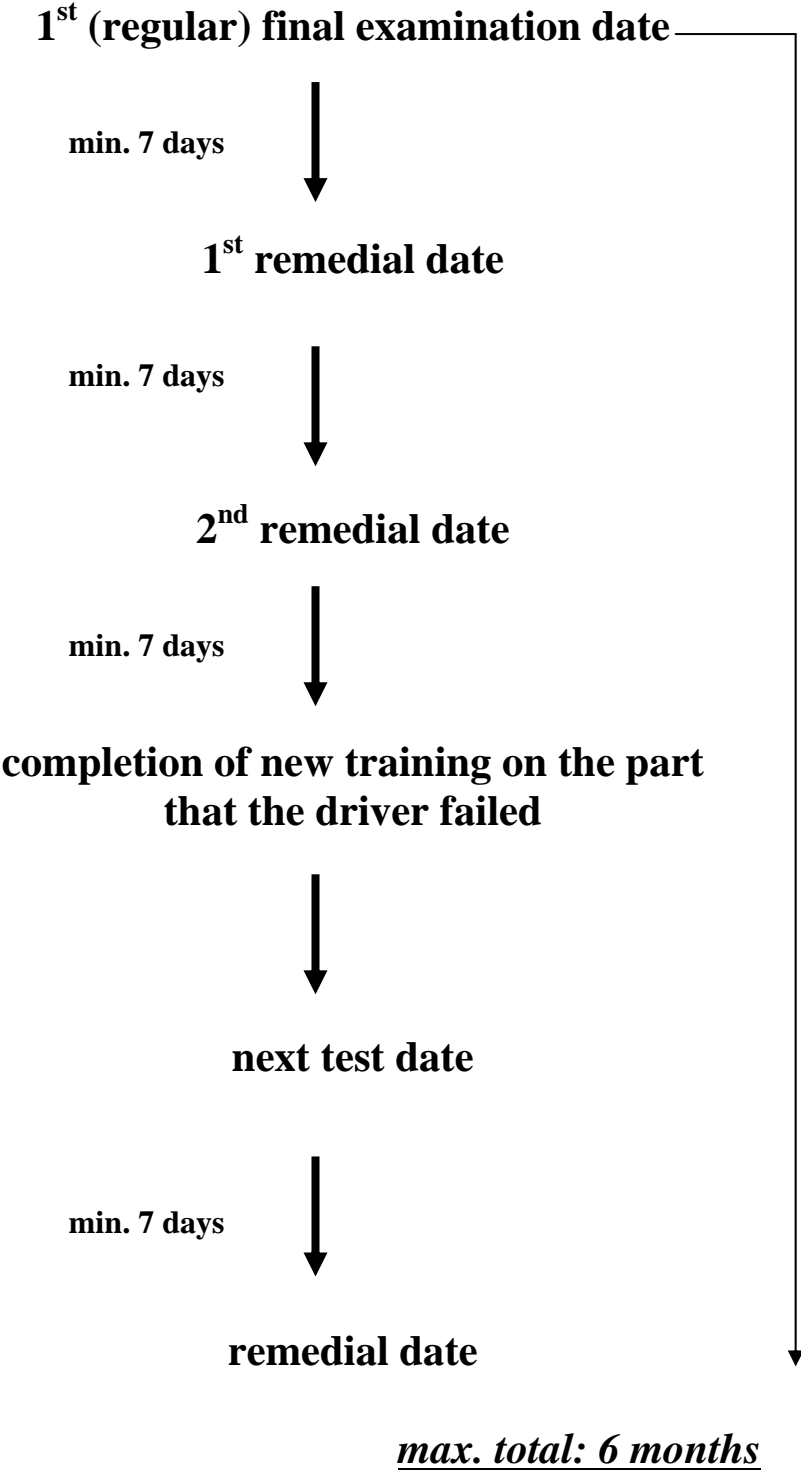 1st (regular) final examination date
min. 7 days
1st remedial date
min. 7 days
2nd remedial date
min. 7 days
completion of new training on the part
that the driver failed
next test date
min. 7 days
remedial date
max. total: 6 months